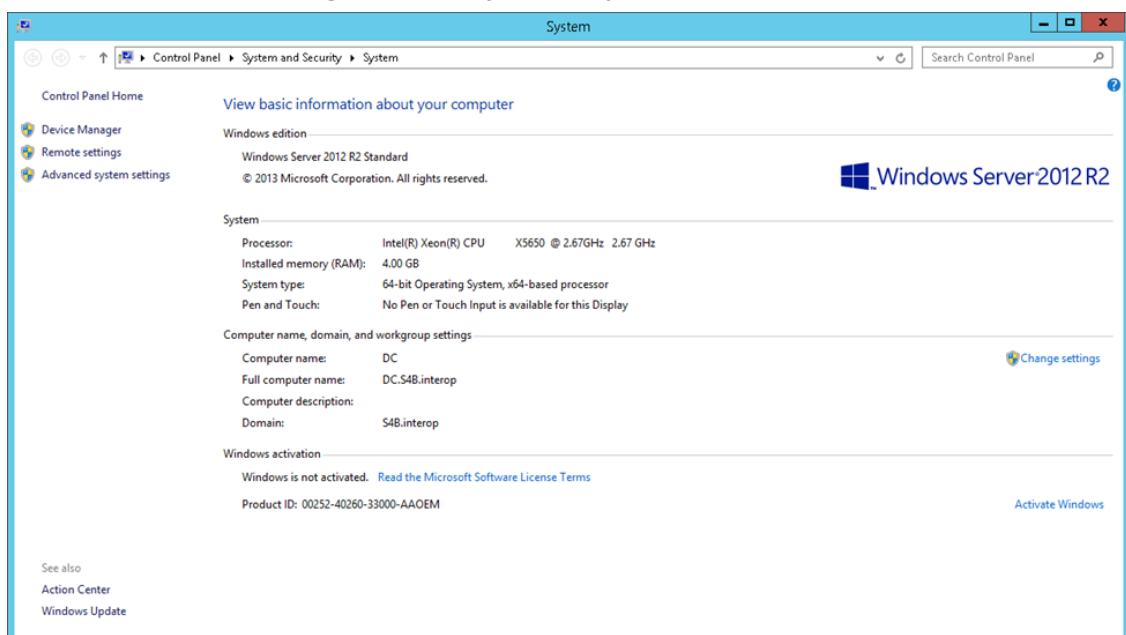 System
Control Panel ▸ System and Security ▸ System
Search Control Panel
Control Panel Home
Device Manager
Remote settings
Advanced system settings
View basic information about your computer
Windows edition
Windows Server 2012 R2 Standard
© 2013 Microsoft Corporation. All rights reserved.
Windows Server 2012 R2
System
Processor: Intel(R) Xeon(R) CPU X5650 @ 2.67GHz 2.67 GHz
Installed memory (RAM): 4.00 GB
System type: 64-bit Operating System, x64-based processor
Pen and Touch: No Pen or Touch Input is available for this Display
Computer name, domain, and workgroup settings
Computer name: DC
Change settings
Full computer name: DC.S4B.interop
Computer description:
Domain: S4B.interop
Windows activation
Windows is not activated. Read the Microsoft Software License Terms
Product ID: 00252-40260-33000-AAOEM
Activate Windows
See also
Action Center
Windows Update